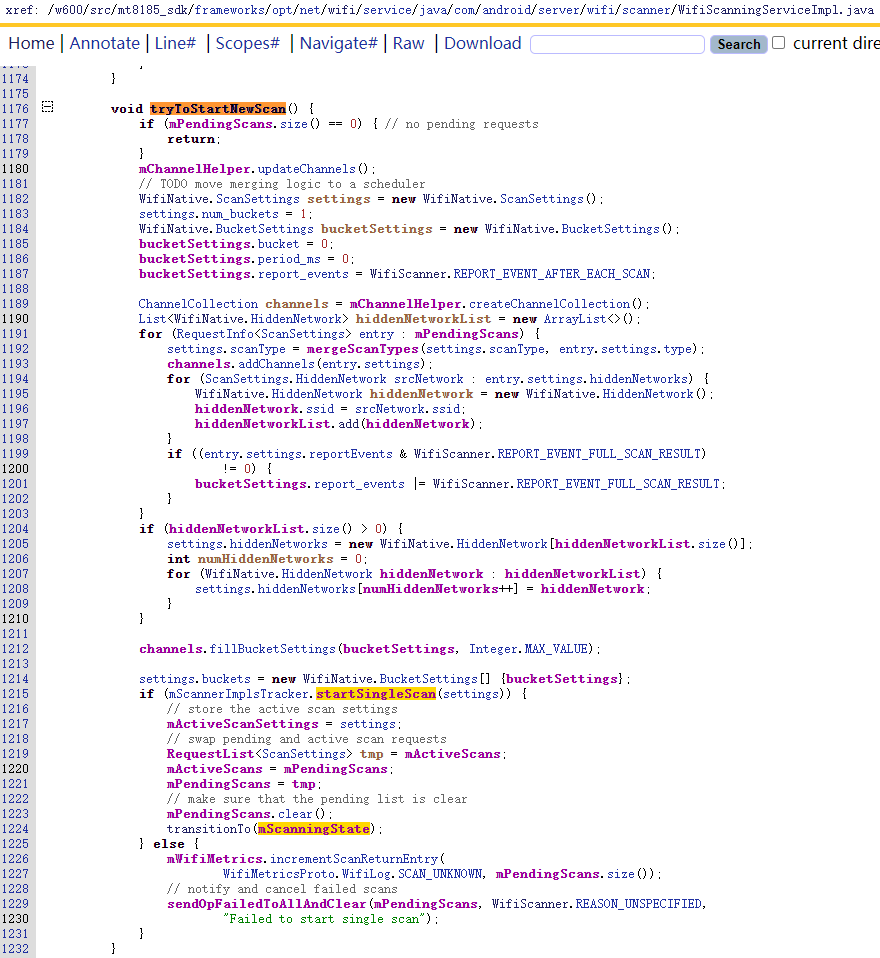 xref: /w600/src/mt8185_sdk/frameworks/opt/net/wifi/service/java/com/android/server/wifi/scanner/WifiScanningServiceImpl.java
Home | Annotate | Line# | Scopes# | Navigate# | Raw | Download Search current dire
1174 }
1175
1176 void tryToStartNewScan() {
1177 if (mPendingScans.size() == 0) { // no pending requests
1178 return;
1179 }
1180 mChannelHelper.updateChannels();
1181 // TODO move merging logic to a scheduler
1182 WifiNative.ScanSettings settings = new WifiNative.ScanSettings();
1183 settings.num_buckets = 1;
1184 WifiNative.BucketSettings bucketSettings = new WifiNative.BucketSettings();
1185 bucketSettings.bucket = 0;
1186 bucketSettings.period_ms = 0;
1187 bucketSettings.report_events = WifiScanner.REPORT_EVENT_AFTER_EACH_SCAN;
1188
1189 ChannelCollection channels = mChannelHelper.createChannelCollection();
1190 List<WifiNative.HiddenNetwork> hiddenNetworkList = new ArrayList<>();
1191 for (RequestInfo<ScanSettings> entry : mPendingScans) {
1192 settings.scanType = mergeScanTypes(settings.scanType, entry.settings.type);
1193 channels.addChannels(entry.settings);
1194 for (ScanSettings.HiddenNetwork srcNetwork : entry.settings.hiddenNetworks) {
1195 WifiNative.HiddenNetwork hiddenNetwork = new WifiNative.HiddenNetwork();
1196 hiddenNetwork.ssid = srcNetwork.ssid;
1197 hiddenNetworkList.add(hiddenNetwork);
1198 }
1199 if ((entry.settings.reportEvents & WifiScanner.REPORT_EVENT_FULL_SCAN_RESULT)
1200 != 0) {
1201 bucketSettings.report_events |= WifiScanner.REPORT_EVENT_FULL_SCAN_RESULT;
1202 }
1203 }
1204 if (hiddenNetworkList.size() > 0) {
1205 settings.hiddenNetworks = new WifiNative.HiddenNetwork[hiddenNetworkList.size()];
1206 int numHiddenNetworks = 0;
1207 for (WifiNative.HiddenNetwork hiddenNetwork : hiddenNetworkList) {
1208 settings.hiddenNetworks[numHiddenNetworks++] = hiddenNetwork;
1209 }
1210 }
1211
1212 channels.fillBucketSettings(bucketSettings, Integer.MAX_VALUE);
1213
1214 settings.buckets = new WifiNative.BucketSettings[] {bucketSettings};
1215 if (mScannerImplsTracker.startSingleScan(settings)) {
1216 // store the active scan settings
1217 mActiveScanSettings = settings;
1218 // swap pending and active scan requests
1219 RequestList<ScanSettings> tmp = mActiveScans;
1220 mActiveScans = mPendingScans;
1221 mPendingScans = tmp;
1222 // make sure that the pending list is clear
1223 mPendingScans.clear();
1224 transitionTo(mScanningState);
1225 } else {
1226 mWifiMetrics.incrementScanReturnEntry(
1227 WifiMetricsProto.WifiLog.SCAN_UNKNOWN, mPendingScans.size());
1228 // notify and cancel failed scans
1229 sendOpFailedToAllAndClear(mPendingScans, WifiScanner.REASON_UNSPECIFIED,
1230 "Failed to start single scan");
1231 }
1232 }